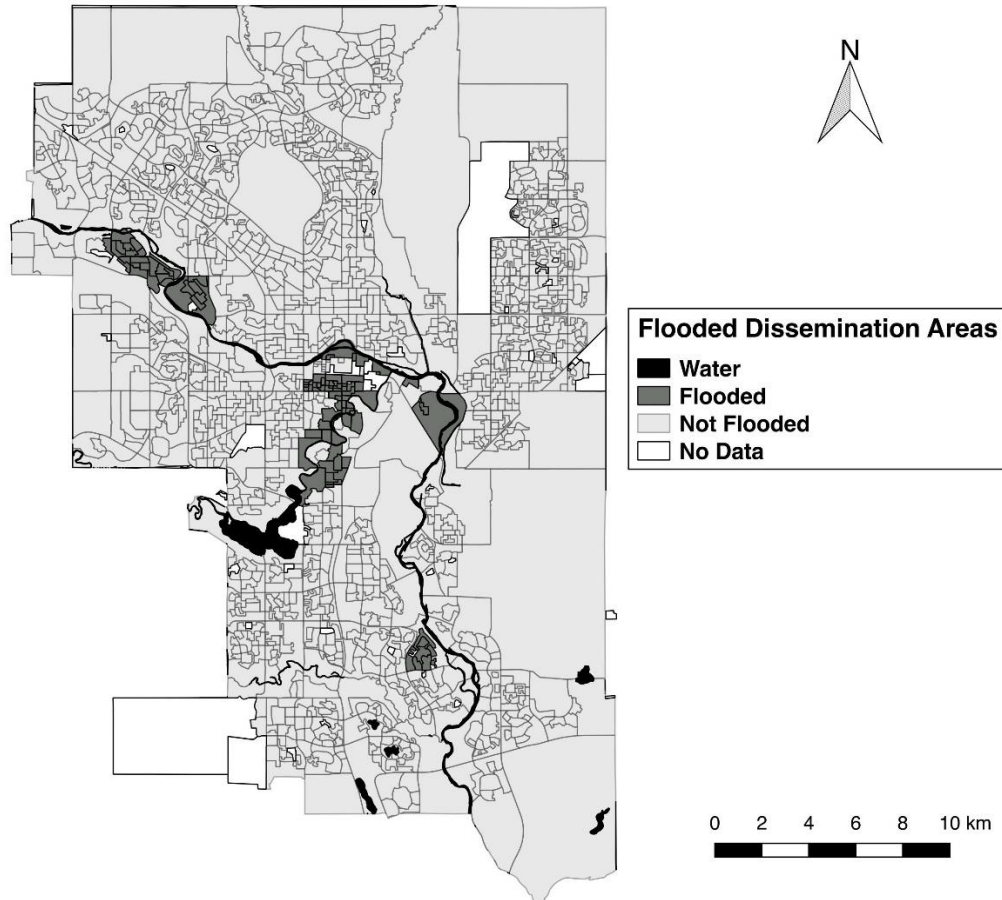 N
Flooded Dissemination Areas
Water
Flooded
Not Flooded
No Data
0 2 4 6 8 10 km